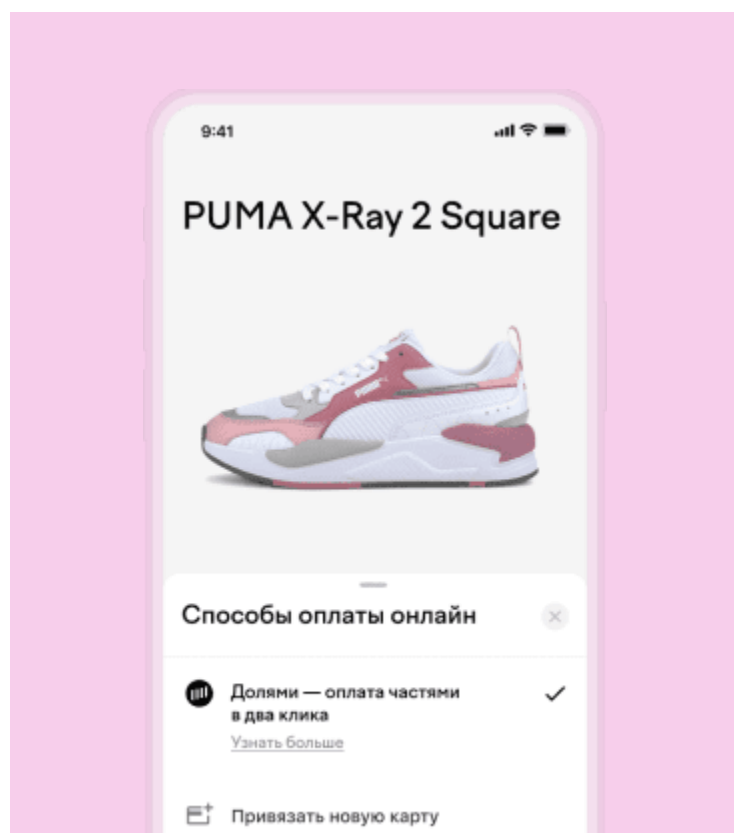 9:41
PUMA X-Ray 2 Square
PUMA
Способы оплаты онлайн
Долями — оплата частями
в два клика
Узнать больше
Привязать новую карту